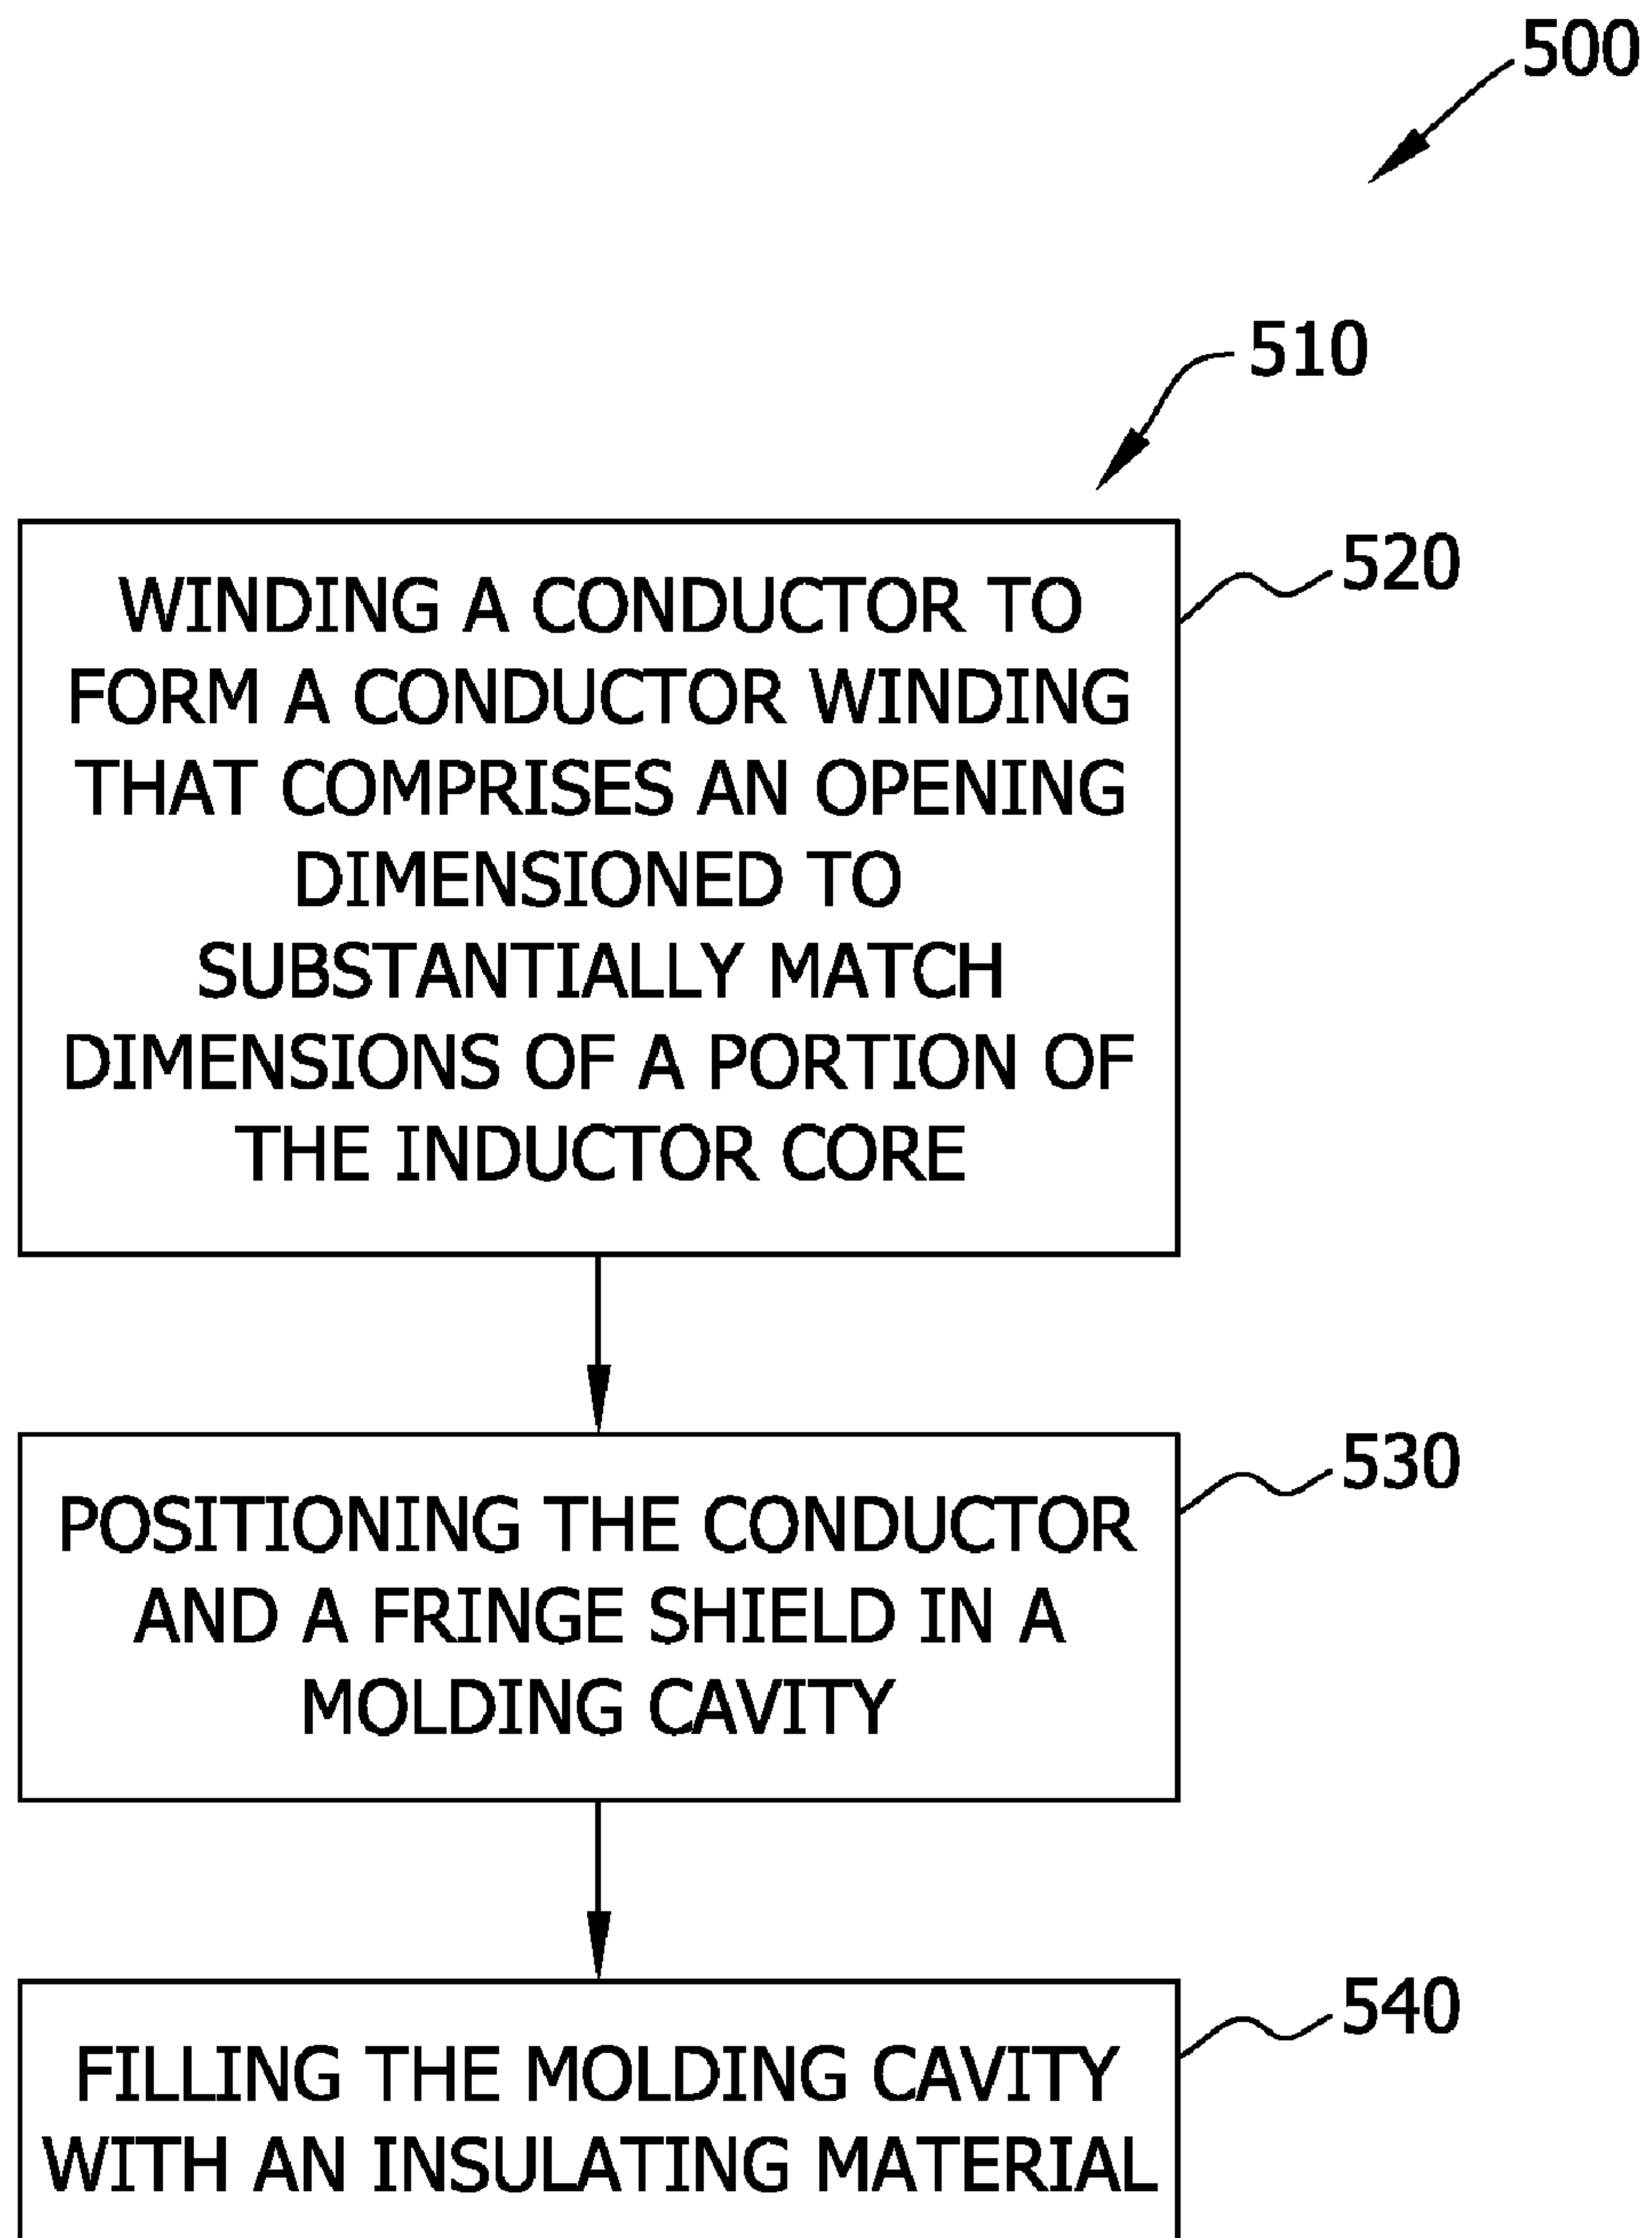 500
510
520
WINDING A CONDUCTOR TO
FORM A CONDUCTOR WINDING
THAT COMPRISES AN OPENING
DIMENSIONED TO
SUBSTANTIALLY MATCH
DIMENSIONS OF A PORTION OF
THE INDUCTOR CORE
530
POSITIONING THE CONDUCTOR
AND A FRINGE SHIELD IN A
MOLDING CAVITY
540
FILLING THE MOLDING CAVITY
WITH AN INSULATING MATERIAL